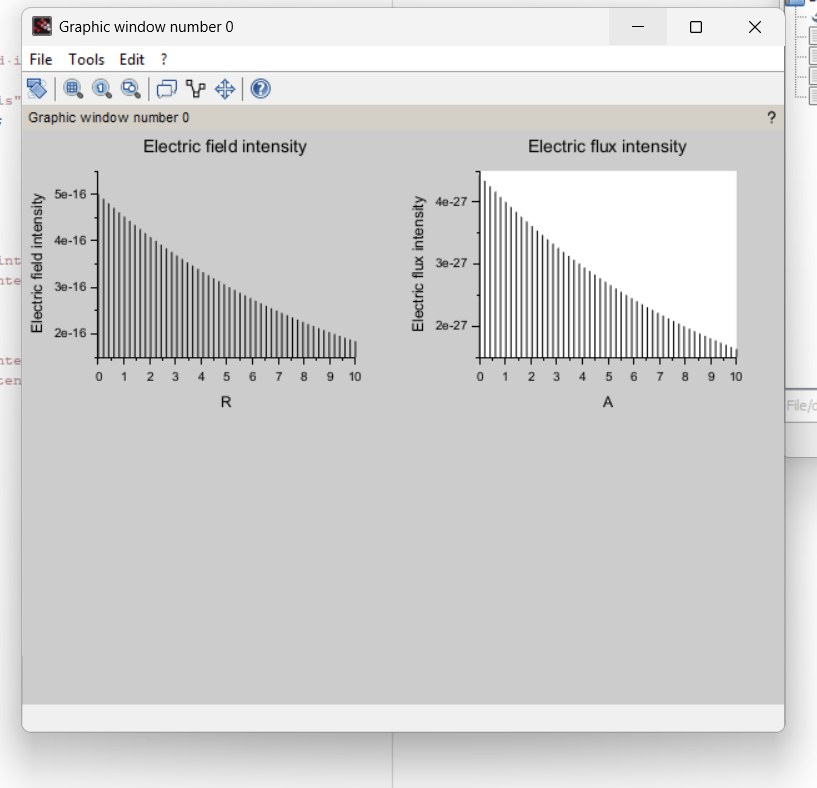 Graphic window number 0
File Tools Edit ?
Graphic window number 0 ?
Electric field intensity
Electric field intensity
5e-16
4e-16
3e-16
2e-16
0 1 2 3 4 5 6 7 8 9 10
R
Electric flux intensity
Electric flux intensity
4e-27
3e-27
2e-27
0 1 2 3 4 5 6 7 8 9 10
A
File/